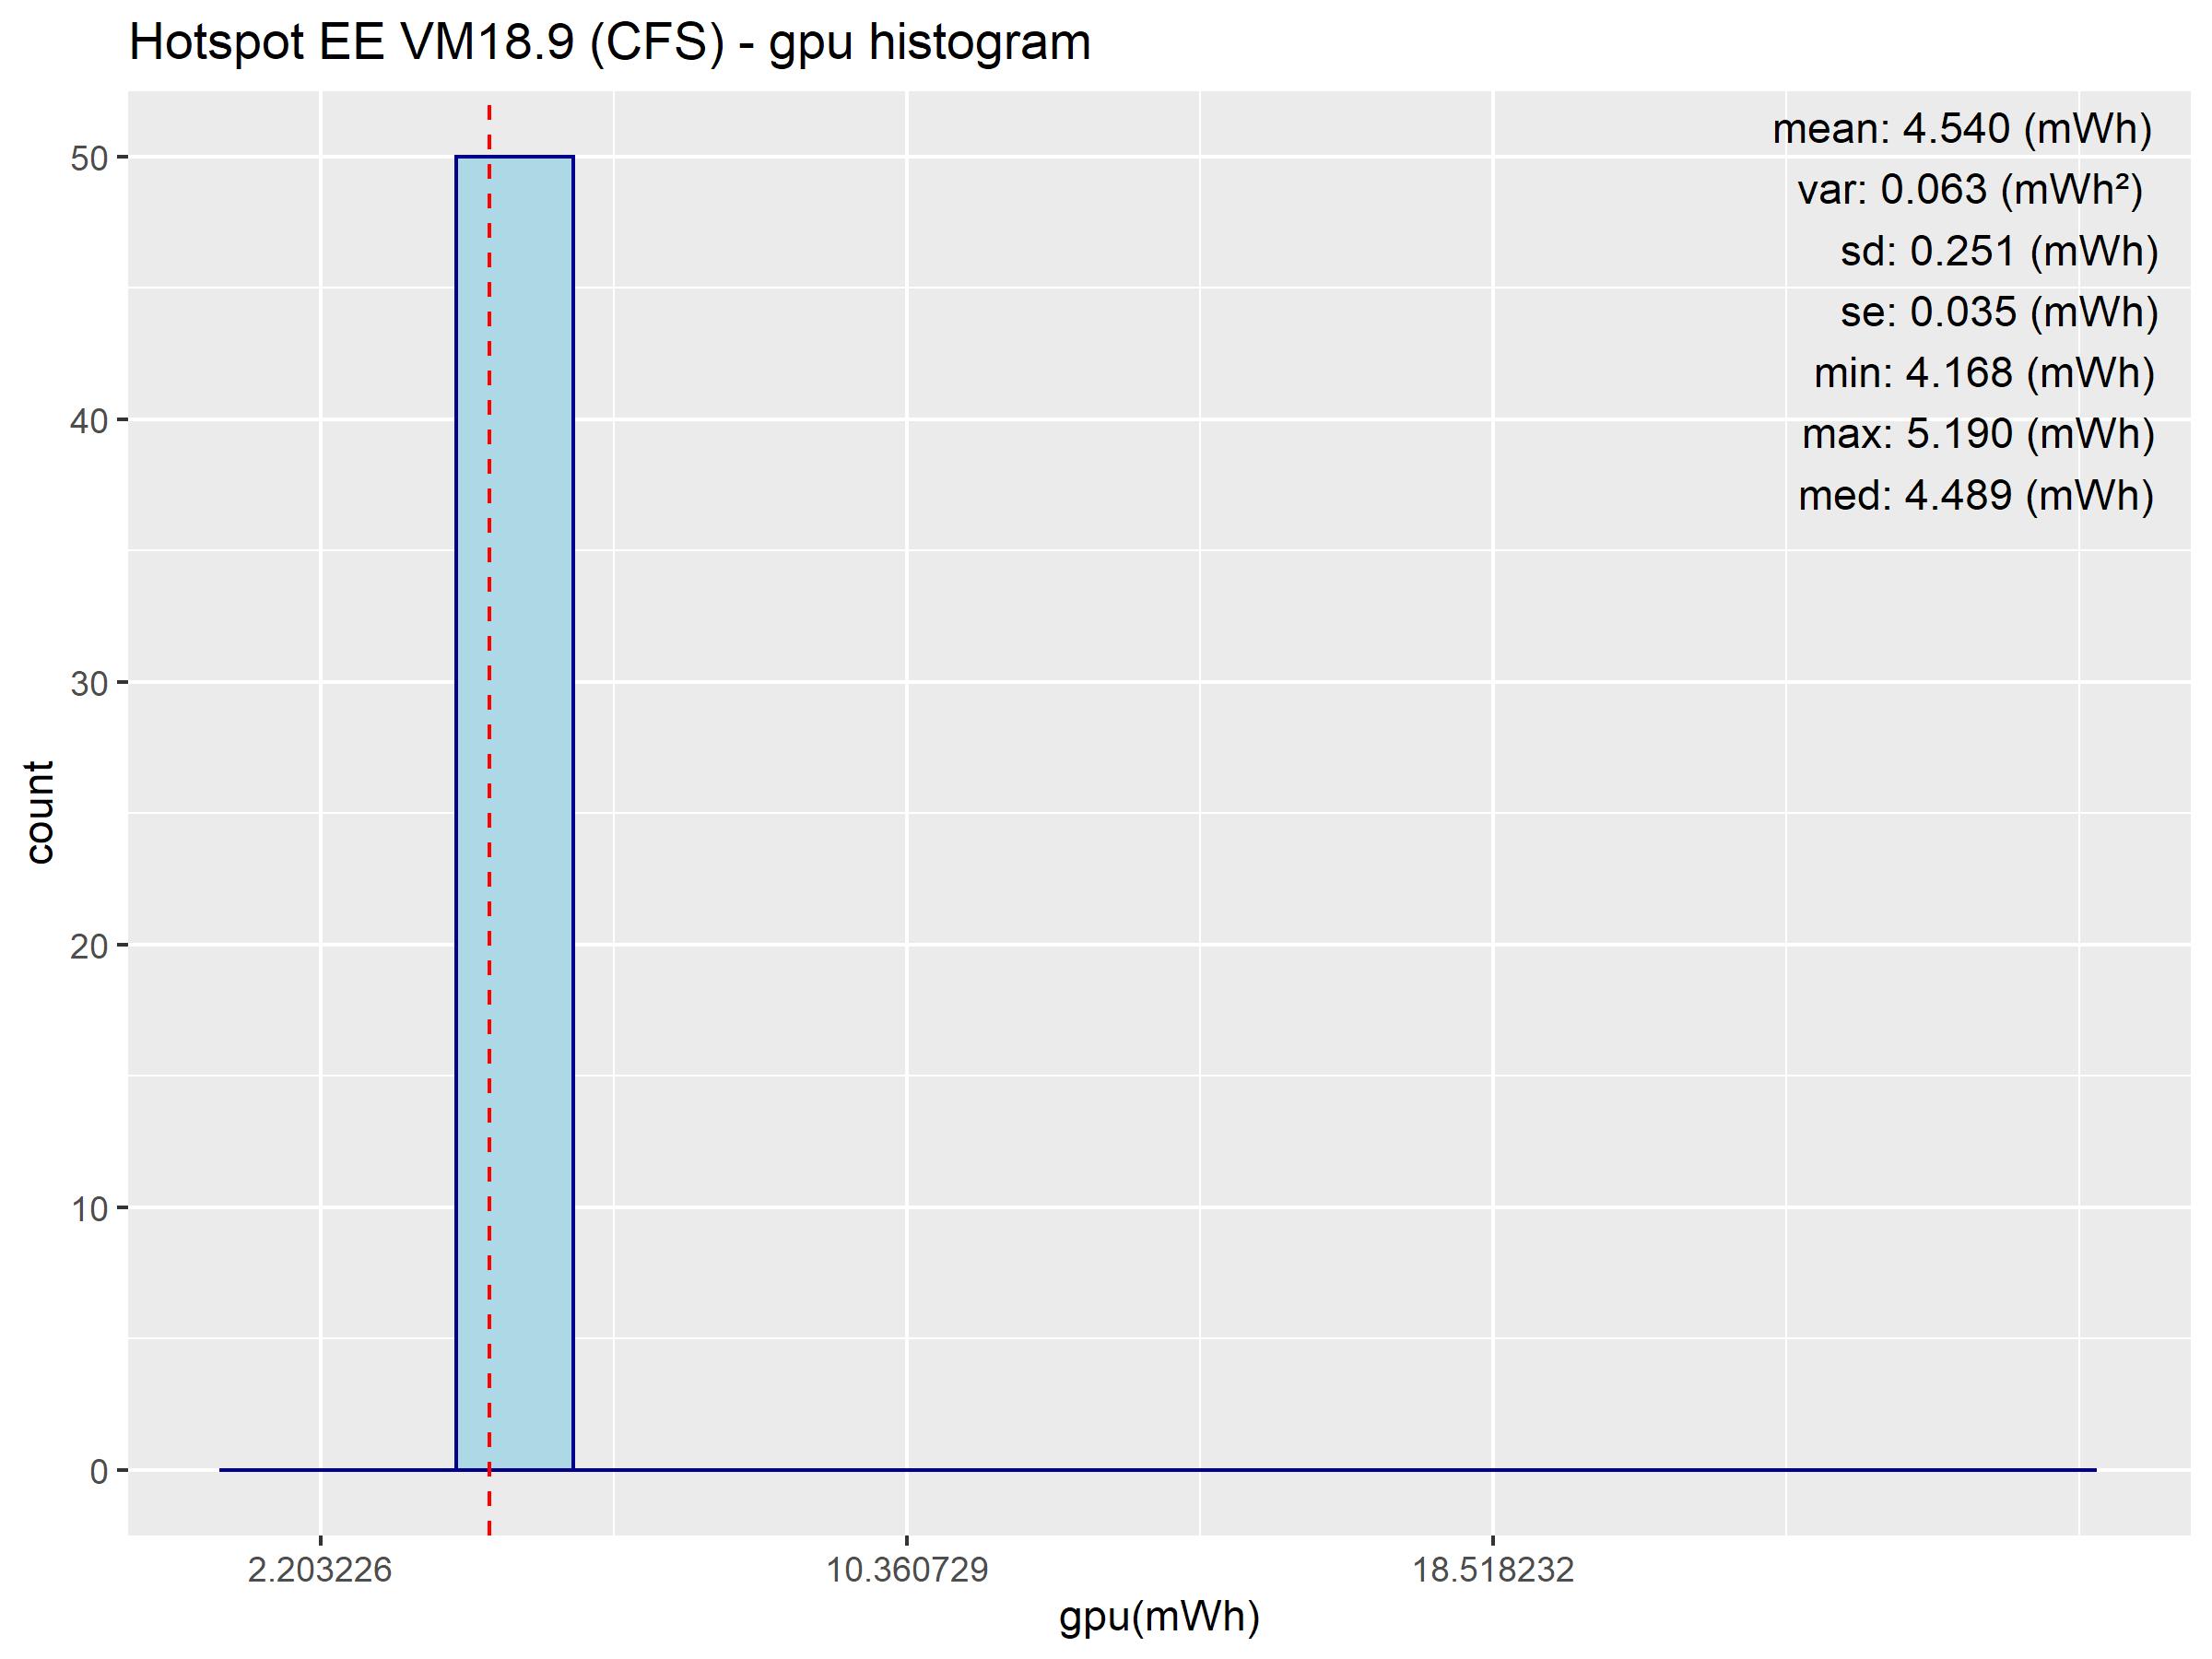 Hotspot EE VM18.9 (CFS) - gpu histogram
mean: 4.540 (mWh)
var: 0.063 (mWh²)
sd: 0.251 (mWh)
se: 0.035 (mWh)
min: 4.168 (mWh)
max: 5.190 (mWh)
med: 4.489 (mWh)
50
40
30
20
10
0
count
2.203226
10.360729
18.518232
gpu(mWh)